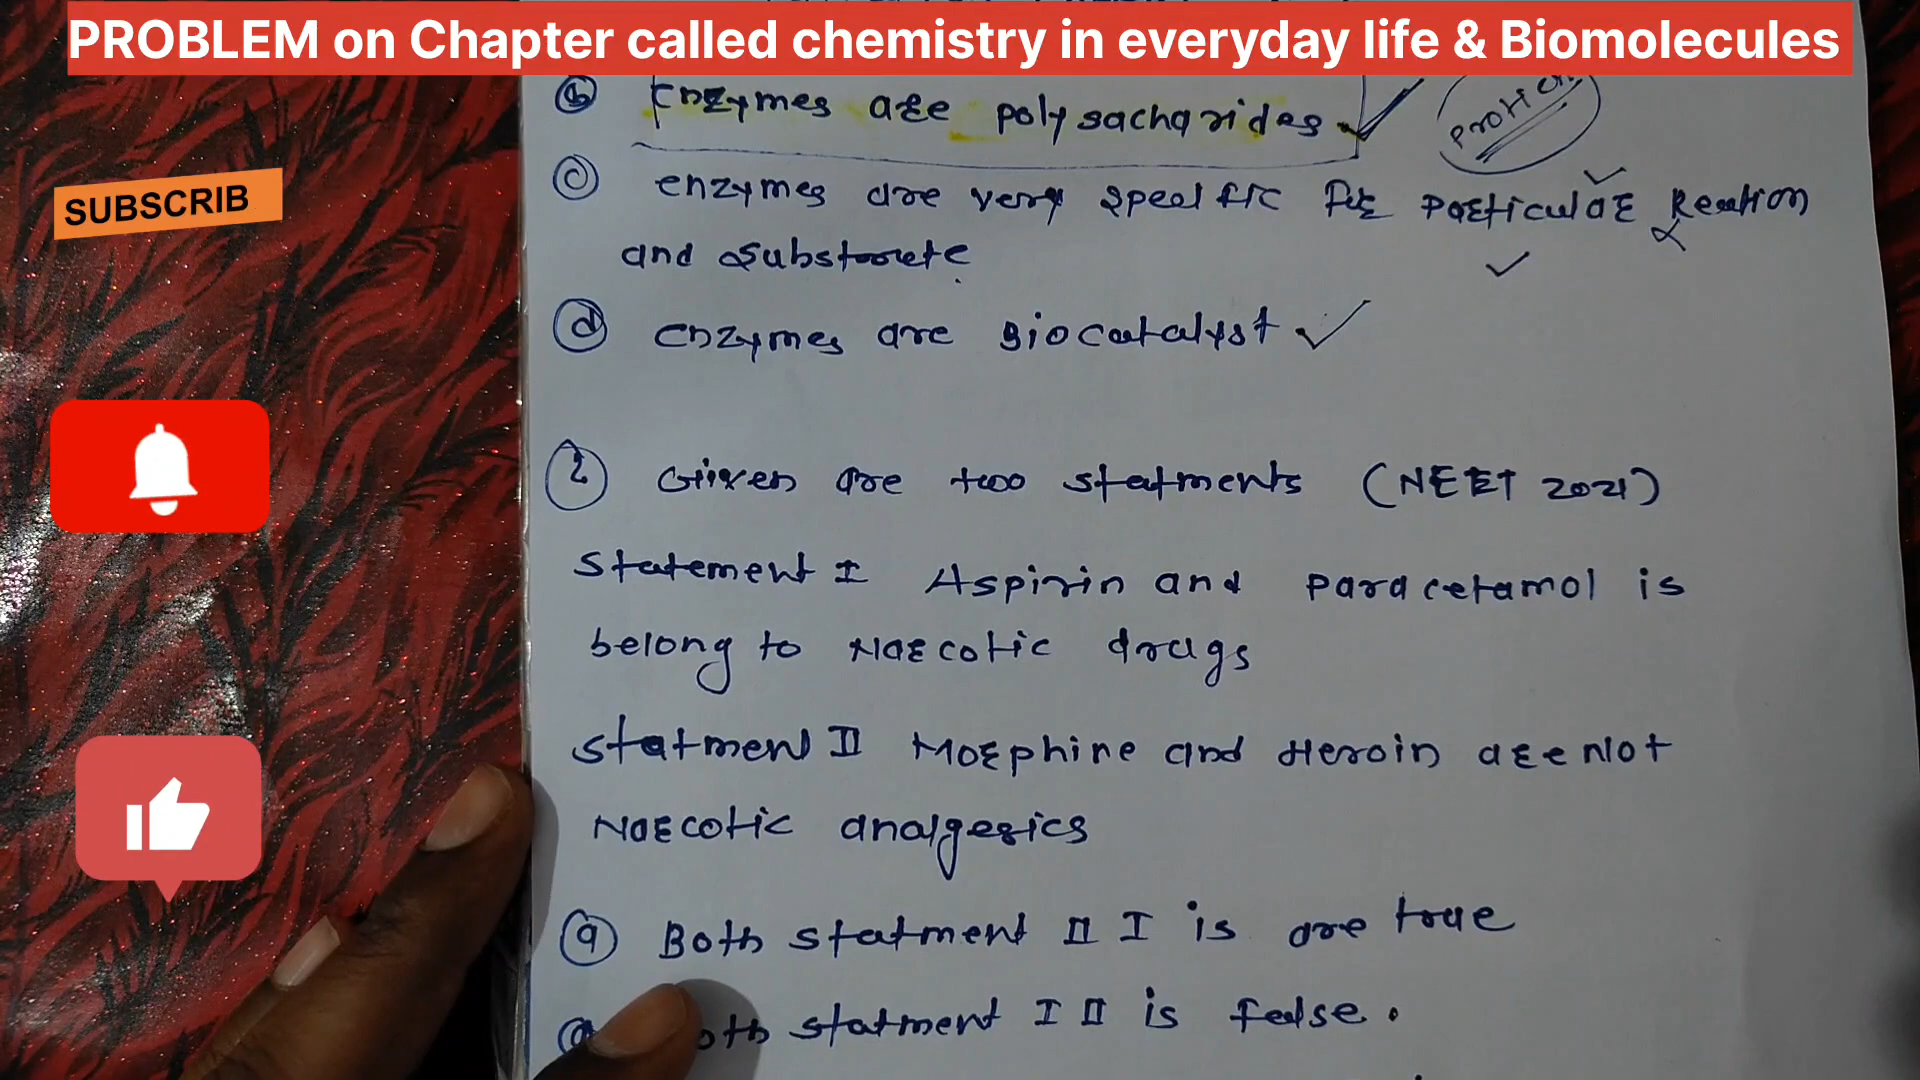 PROBLEM on Chapter called chemistry in everyday life & Biomolecules
SUBSCRIB
(b) Enzymes are polysacharides
Protien
(c) enzymes are very specific for particular Reaction
and substrate
(d) enzymes are Biocatalyst
2 Given are two statments (NEET 2021)
Statement I Aspirin and paracetamol is
belong to Narcotic drugs
Statment II Morphine and Heroin are Not
Narcotic analgesics
(a) Both statment II I is are true
statment I II is false.